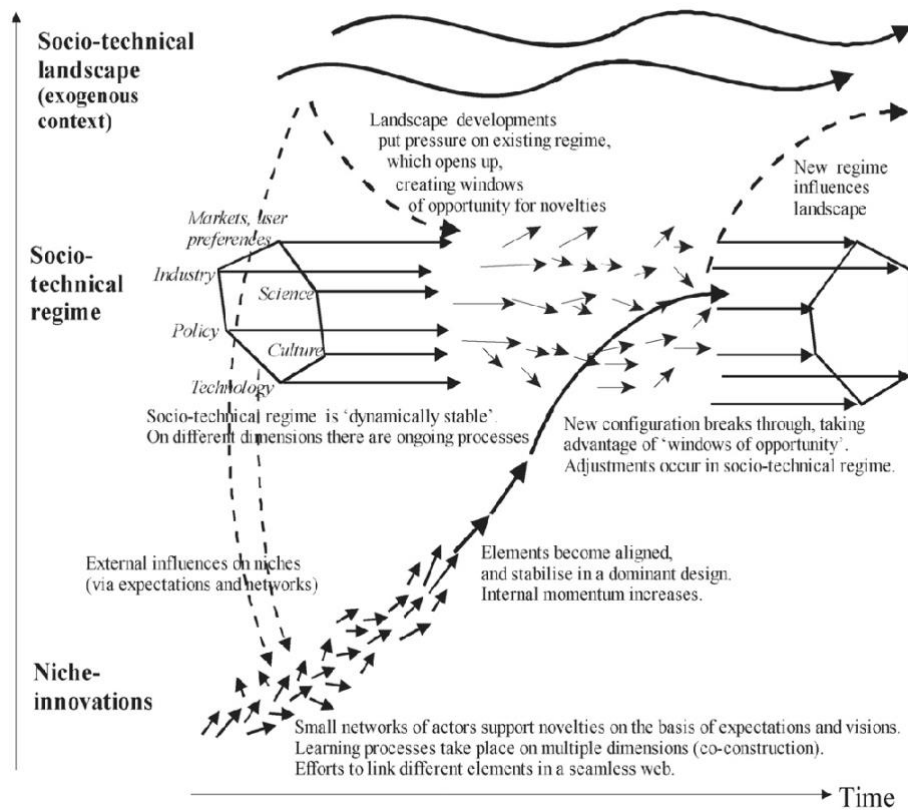 Socio-technical
landscape
(exogenous
context)
Landscape developments
put pressure on existing regime,
which opens up,
creating windows
of opportunity for novelties
New regime
influences
landscape
Markets, user
preferences
Socio-
technical
regime
Industry
Science
Policy
Culture
Technology
Socio-technical regime is ‘dynamically stable’.
On different dimensions there are ongoing processes
New configuration breaks through, taking
advantage of ‘windows of opportunity’.
Adjustments occur in socio-technical regime.
External influences on niches
(via expectations and networks)
Elements become aligned,
and stabilise in a dominant design.
Internal momentum increases.
Niche-
innovations
Small networks of actors support novelties on the basis of expectations and visions.
Learning processes take place on multiple dimensions (co-construction).
Efforts to link different elements in a seamless web.
Time